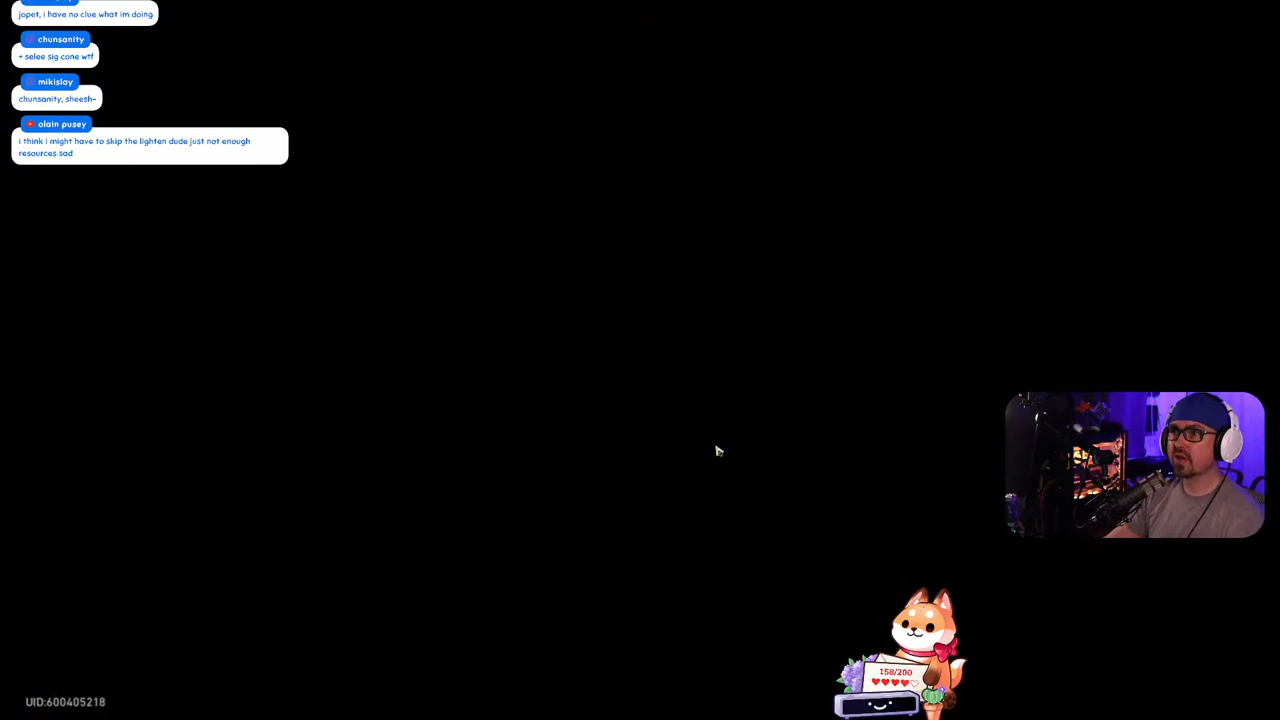 jopet, i have no clue what im doing
chunsanity
+ selee sig cone wtf
mikislay
chunsanity, sheesh~
olain pusey
i think i might have to skip the lighten dude just not enough
resources sad
158/200
UID:600405218